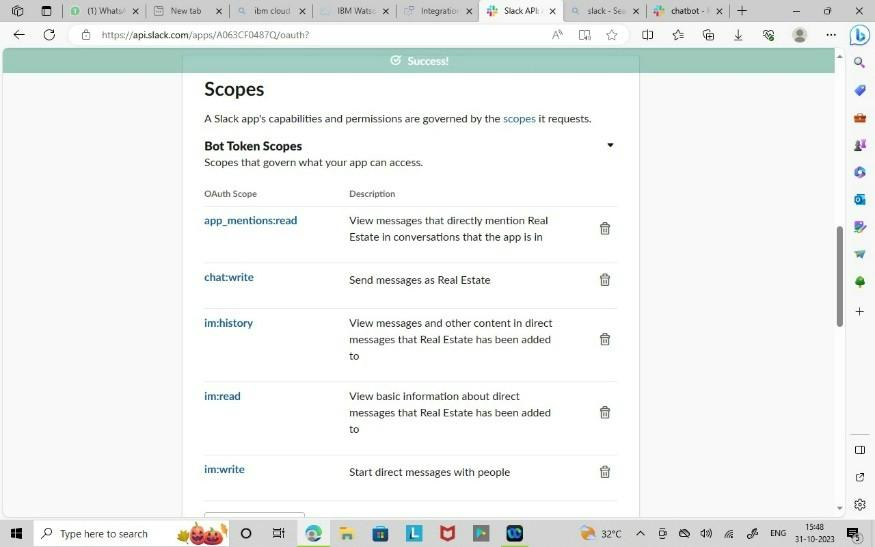 (1) Whats
New tab
ibm cloud
IBM Wats
Integration
Slack API:
slack - Sea
chatbot -
https://api.slack.com/apps/A063CF0487Q/oauth?
Success!
Scopes
A Slack app's capabilities and permissions are governed by the scopes it requests.
Bot Token Scopes
Scopes that govern what your app can access.
OAuth Scope Description
app_mentions:read View messages that directly mention Real
Estate in conversations that the app is in
chat:write Send messages as Real Estate
im:history View messages and other content in direct
messages that Real Estate has been added
to
im:read View basic information about direct
messages that Real Estate has been added
to
im:write Start direct messages with people
Type here to search
32°C
ENG
15:48
31-10-2023